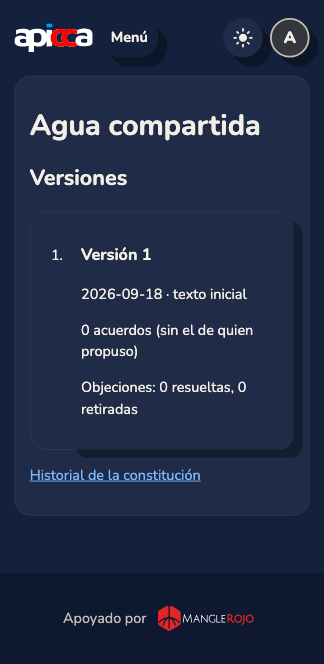 apicca
Menú
A
Agua compartida
Versiones
1. Versión 1
2026-09-18 · texto inicial
0 acuerdos (sin el de quien
propuso)
Objeciones: 0 resueltas, 0
retiradas
Historial de la constitución
Apoyado por MANGLEROJO